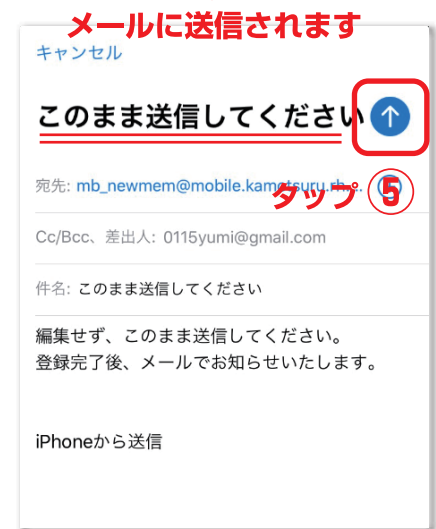 メールに送信されます
キャンセル
このまま送信してください
宛先: mb_newmem@mobile.kamotsuru.rh...
タップ ⑤
Cc/Bcc、差出人: 0115yumi@gmail.com
件名: このまま送信してください
編集せず、このまま送信してください。
登録完了後、メールでお知らせいたします。
iPhoneから送信